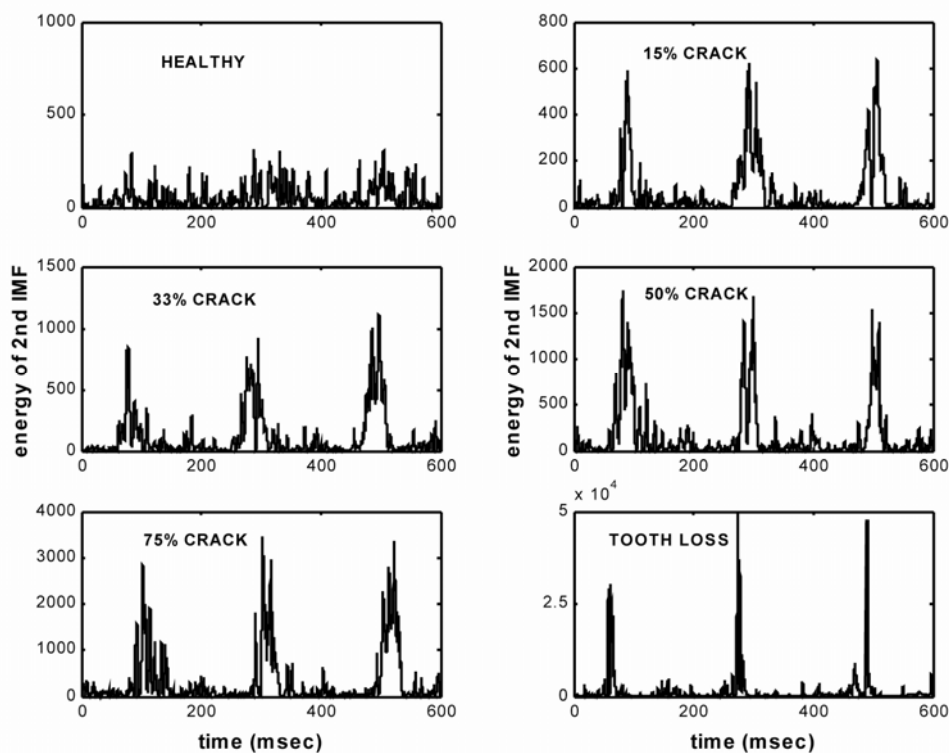 1000
500
0
0 200 400 600
HEALTHY
800
600
400
200
0
0 200 400 600
15% CRACK
energy of 2nd IMF
1500
1000
500
0
0 200 400 600
33% CRACK
energy of 2nd IMF
2000
1500
1000
500
0
0 200 400 600
50% CRACK
4000
3000
2000
1000
0
0 200 400 600
75% CRACK
time (msec)
x 10^4
5
2.5
0
0 200 400 600
TOOTH LOSS
time (msec)